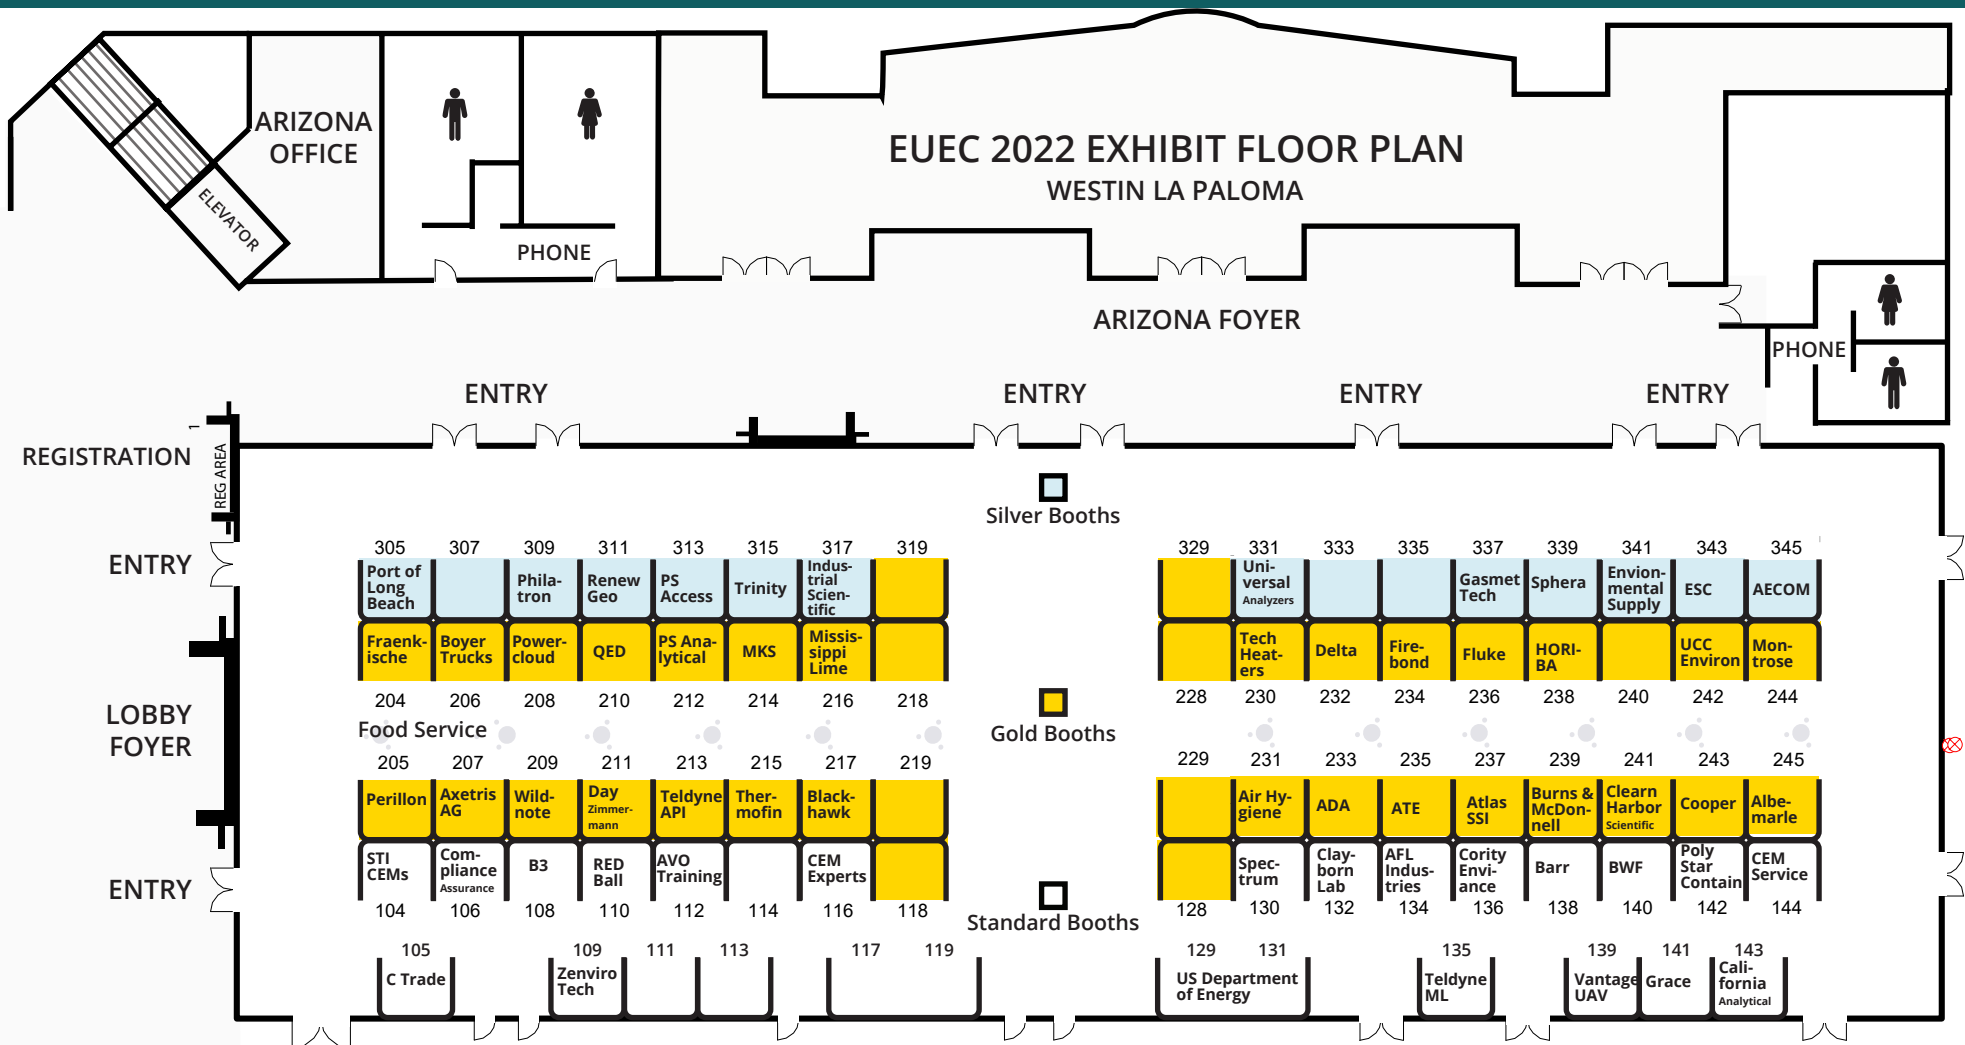 EUEC 2022 EXHIBIT FLOOR PLAN
WESTIN LA PALOMA
ARIZONA
OFFICE
ELEVATOR
PHONE
ARIZONA FOYER
PHONE
ENTRY ENTRY ENTRY ENTRY
REGISTRATION
1
REG AREA
ENTRY
LOBBY
FOYER
ENTRY
Silver Booths
Gold Booths
Standard Booths
305 307 309 311 313 315 317 319
Port of
Long
Beach
Phila-
tron
Renew
Geo
PS
Access
Trinity
Indus-
trial
Scien-
tific
Fraenk-
ische
Boyer
Trucks
Power-
cloud
QED
PS Ana-
lytical
MKS
Missis-
sippi
Lime
204 206 208 210 212 214 216 218
Food Service
205 207 209 211 213 215 217 219
Perillon
Axetris
AG
Wild-
note
Day
Zimmer-
mann
Teldyne
API
Ther-
mofin
Black-
hawk
STI
CEMs
Com-
pliance
Assurance
B3
RED
Ball
AVO
Training
CEM
Experts
104 106 108 110 112 114 116 118
105 109 111 113 117 119
C Trade
Zenviro
Tech
329 331 333 335 337 339 341 343 345
Uni-
versal
Analyzers
Gasmet
Tech
Sphera
Envion-
mental
Supply
ESC
AECOM
Tech
Heat-
ers
Delta
Fire-
bond
Fluke
HORI-
BA
UCC
Environ
Mon-
trose
228 230 232 234 236 238 240 242 244
229 231 233 235 237 239 241 243 245
Air Hy-
giene
ADA
ATE
Atlas
SSI
Burns &
McDon-
nell
Clearn
Harbor
Scientific
Cooper
Albe-
marle
Spec-
trum
Clay-
born
Lab
AFL
Indus-
tries
Cority
Envi-
ance
Barr
BWF
Poly
Star
Contain
CEM
Service
128 130 132 134 136 138 140 142 144
129 131 135 139 141 143
US Department
of Energy
Teldyne
ML
Vantage
UAV
Grace
Cali-
fornia
Analytical